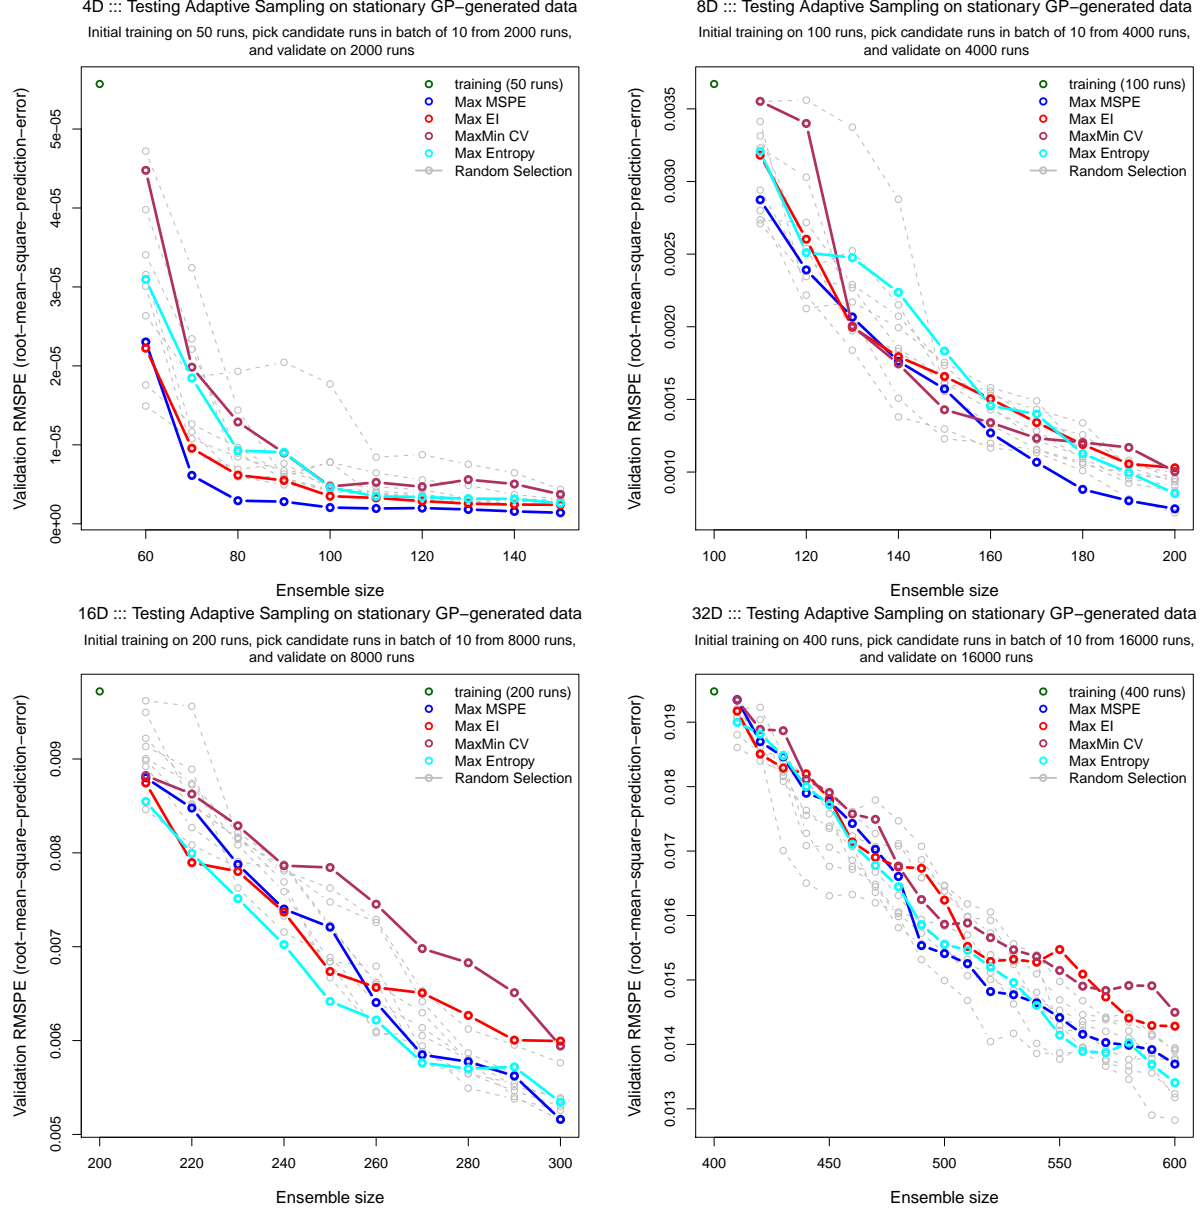 4D ::: Testing Adaptive Sampling on stationary GP−generated data
Initial training on 50 runs, pick candidate runs in batch of 10 from 2000 runs,
and validate on 2000 runs
Validation RMSPE (root−mean−square−prediction−error)
5e−05
4e−05
3e−05
2e−05
1e−05
0e+00
training (50 runs)
Max MSPE
Max EI
MaxMin CV
Max Entropy
Random Selection
60 80 100 120 140
Ensemble size
8D ::: Testing Adaptive Sampling on stationary GP−generated data
Initial training on 100 runs, pick candidate runs in batch of 10 from 4000 runs,
and validate on 4000 runs
Validation RMSPE (root−mean−square−prediction−error)
0.0035
0.0030
0.0025
0.0020
0.0015
0.0010
training (100 runs)
Max MSPE
Max EI
MaxMin CV
Max Entropy
Random Selection
100 120 140 160 180 200
Ensemble size
16D ::: Testing Adaptive Sampling on stationary GP−generated data
Initial training on 200 runs, pick candidate runs in batch of 10 from 8000 runs,
and validate on 8000 runs
Validation RMSPE (root−mean−square−prediction−error)
0.009
0.008
0.007
0.006
0.005
training (200 runs)
Max MSPE
Max EI
MaxMin CV
Max Entropy
Random Selection
200 220 240 260 280 300
Ensemble size
32D ::: Testing Adaptive Sampling on stationary GP−generated data
Initial training on 400 runs, pick candidate runs in batch of 10 from 16000 runs,
and validate on 16000 runs
Validation RMSPE (root−mean−square−prediction−error)
0.019
0.018
0.017
0.016
0.015
0.014
0.013
training (400 runs)
Max MSPE
Max EI
MaxMin CV
Max Entropy
Random Selection
400 450 500 550 600
Ensemble size